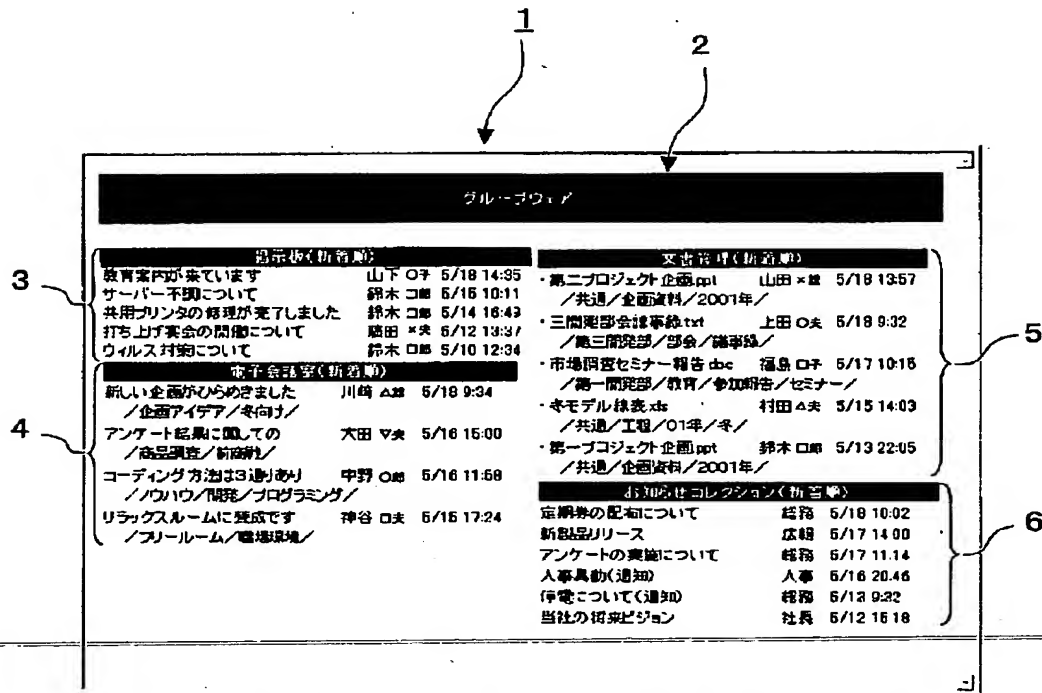 1
2
グループウェア
3
掲示板(新着順)
教育案内が来ています 山下 〇子 5/18 14:35
サーバー不調について 鈴木 □郎 5/15 10:11
共用プリンタの修理が完了しました 鈴木 □郎 5/14 16:43
打ち上げ宴会の開催について 藤田 ×夫 5/12 13:37
ウィルス対策について 鈴木 □郎 5/10 12:34
4
電子会議室(新着順)
新しい企画がひらめきました 川崎 △雄 5/18 9:34
/企画アイデア/冬向け/
アンケート結果に関しての 大田 ▽夫 5/16 15:00
/商品調査/前商戦/
コーディング方法は3通りあり 中野 〇郎 5/16 11:58
/ノウハウ/開発/プログラミング/
リラックスルームに賛成です 神谷 □夫 5/15 17:24
/フリールーム/職場環境/
5
文書管理(新着順)
・第二プロジェクト企画.ppt 山田 ×雄 5/18 13:57
/共通/企画資料/2001年/
・三開発部会議事録.txt 上田 〇夫 5/18 9:32
/第三開発部/部会/議事録/
・市場調査セミナー報告.doc 福島 □子 5/17 10:15
/第一開発部/教育/参加報告/セミナー/
・冬モデル線表.xls 村田 △夫 5/15 14:03
/共通/工程/01年/冬/
・第一プロジェクト企画.ppt 鈴木 □郎 5/13 22:05
/共通/企画資料/2001年/
6
お知らせコレクション(新着順)
定期券の配布について 総務 5/18 10:02
新製品リリース 広報 5/17 14:00
アンケートの実施について 総務 5/17 11.14
人事異動(通知) 人事 5/16 20.46
停電について(通知) 総務 5/13 9:32
当社の将来ビジョン 社長 5/12 15 18